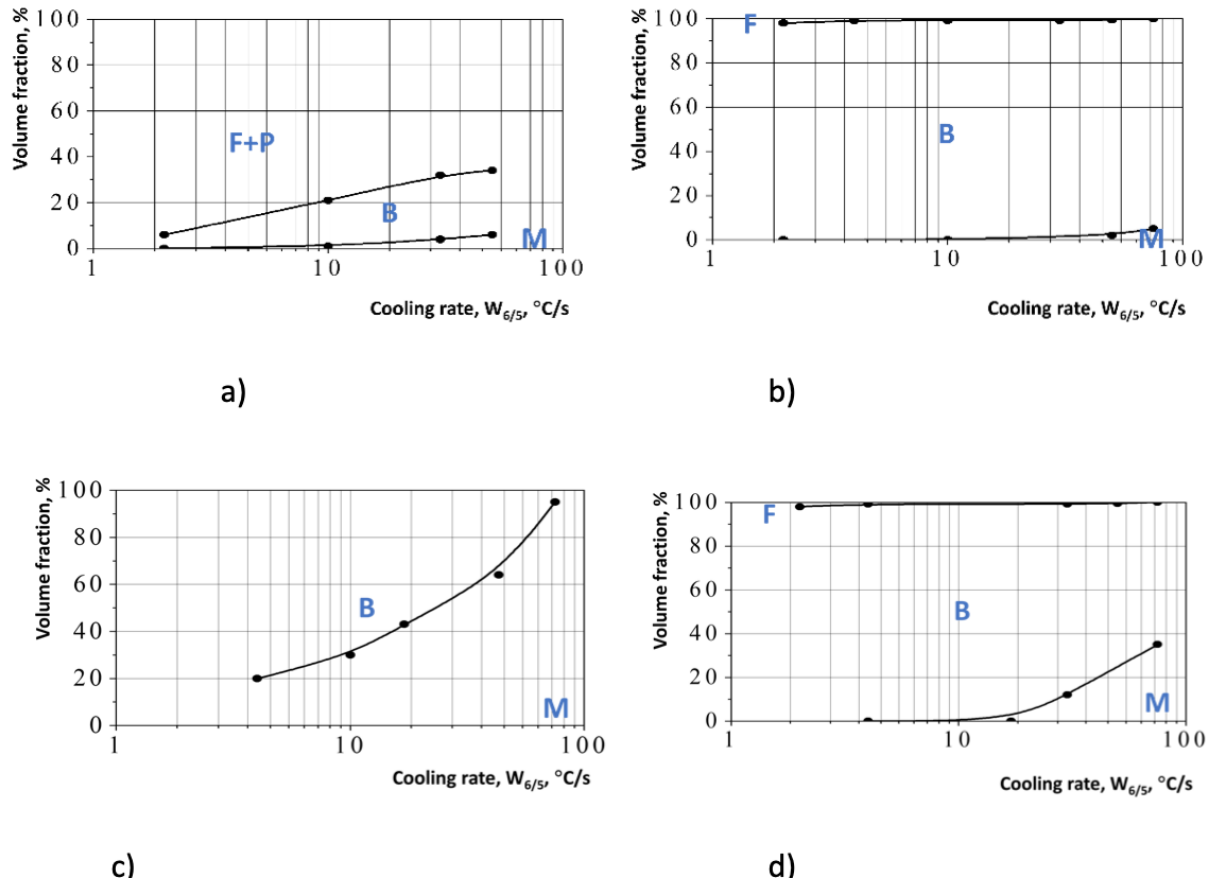 Volume fraction, %
100
80
60
40
20
0
F+P
B
M
1
10
100
Cooling rate, W6/5, °C/s
a)
Volume fraction, %
100
80
60
40
20
0
F
B
M
1
10
100
Cooling rate, W6/5, °C/s
b)
Volume fraction, %
100
80
60
40
20
0
B
M
1
10
100
Cooling rate, W6/5, °C/s
c)
Volume fraction, %
100
80
60
40
20
0
F
B
M
1
10
100
Cooling rate, W6/5, °C/s
d)